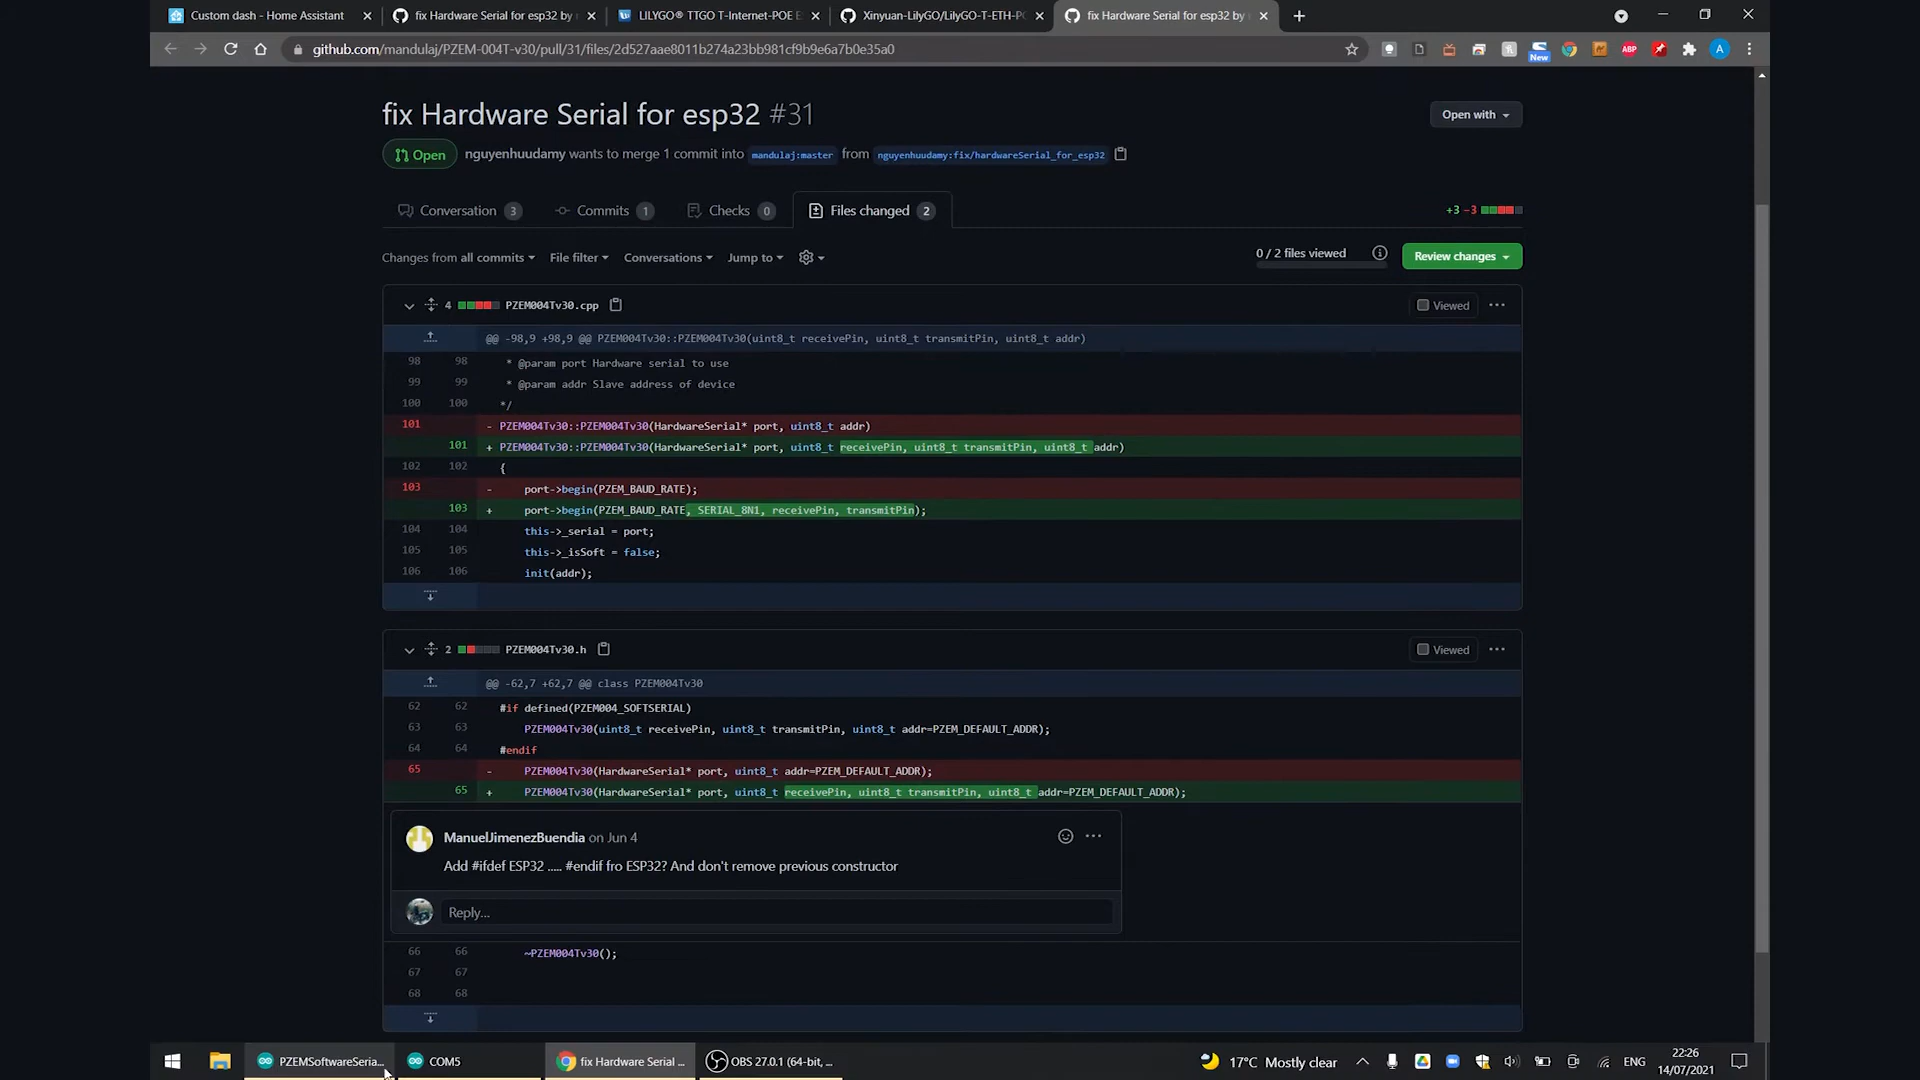 Custom dash - Home Assistant
fix Hardware Serial for esp32 by
LILYGO® TTGO T-Internet-POE E
Xinyuan-LilyGO/LilyGO-T-ETH-PO
fix Hardware Serial for esp32 by
github.com/mandulaj/PZEM-004T-v30/pull/31/files/2d527aae8011b274a23bb981cf9b9e6a7b0e35a0
New
ABP
A
fix Hardware Serial for esp32 #31
Open with
Open nguyenhuudamy wants to merge 1 commit into mandulaj:master from nguyenhuudamy:fix/hardwareSerial_for_esp32
Conversation 3
Commits 1
Checks 0
Files changed 2
+3 −3
Changes from all commits
File filter
Conversations
Jump to
0 / 2 files viewed
Review changes
4 PZEM004Tv30.cpp
Viewed
@@ -98,9 +98,9 @@ PZEM004Tv30::PZEM004Tv30(uint8_t receivePin, uint8_t transmitPin, uint8_t addr)
98 98 * @param port Hardware serial to use
99 99 * @param addr Slave address of device
100 100 */
101 - PZEM004Tv30::PZEM004Tv30(HardwareSerial* port, uint8_t addr)
101 + PZEM004Tv30::PZEM004Tv30(HardwareSerial* port, uint8_t receivePin, uint8_t transmitPin, uint8_t addr)
102 102 {
103 - port->begin(PZEM_BAUD_RATE);
103 + port->begin(PZEM_BAUD_RATE, SERIAL_8N1, receivePin, transmitPin);
104 104 this->_serial = port;
105 105 this->_isSoft = false;
106 106 init(addr);
2 PZEM004Tv30.h
Viewed
@@ -62,7 +62,7 @@ class PZEM004Tv30
62 62 #if defined(PZEM004_SOFTSERIAL)
63 63 PZEM004Tv30(uint8_t receivePin, uint8_t transmitPin, uint8_t addr=PZEM_DEFAULT_ADDR);
64 64 #endif
65 - PZEM004Tv30(HardwareSerial* port, uint8_t addr=PZEM_DEFAULT_ADDR);
65 + PZEM004Tv30(HardwareSerial* port, uint8_t receivePin, uint8_t transmitPin, uint8_t addr=PZEM_DEFAULT_ADDR);
ManuelJimenezBuendia on Jun 4
Add #ifdef ESP32 ..... #endif fro ESP32? And don't remove previous constructor
Reply...
66 66 ~PZEM004Tv30();
67 67
68 68
PZEMSoftwareSeria...
COM5
fix Hardware Serial ...
OBS 27.0.1 (64-bit, ...
17°C Mostly clear
ENG
22:26
14/07/2021